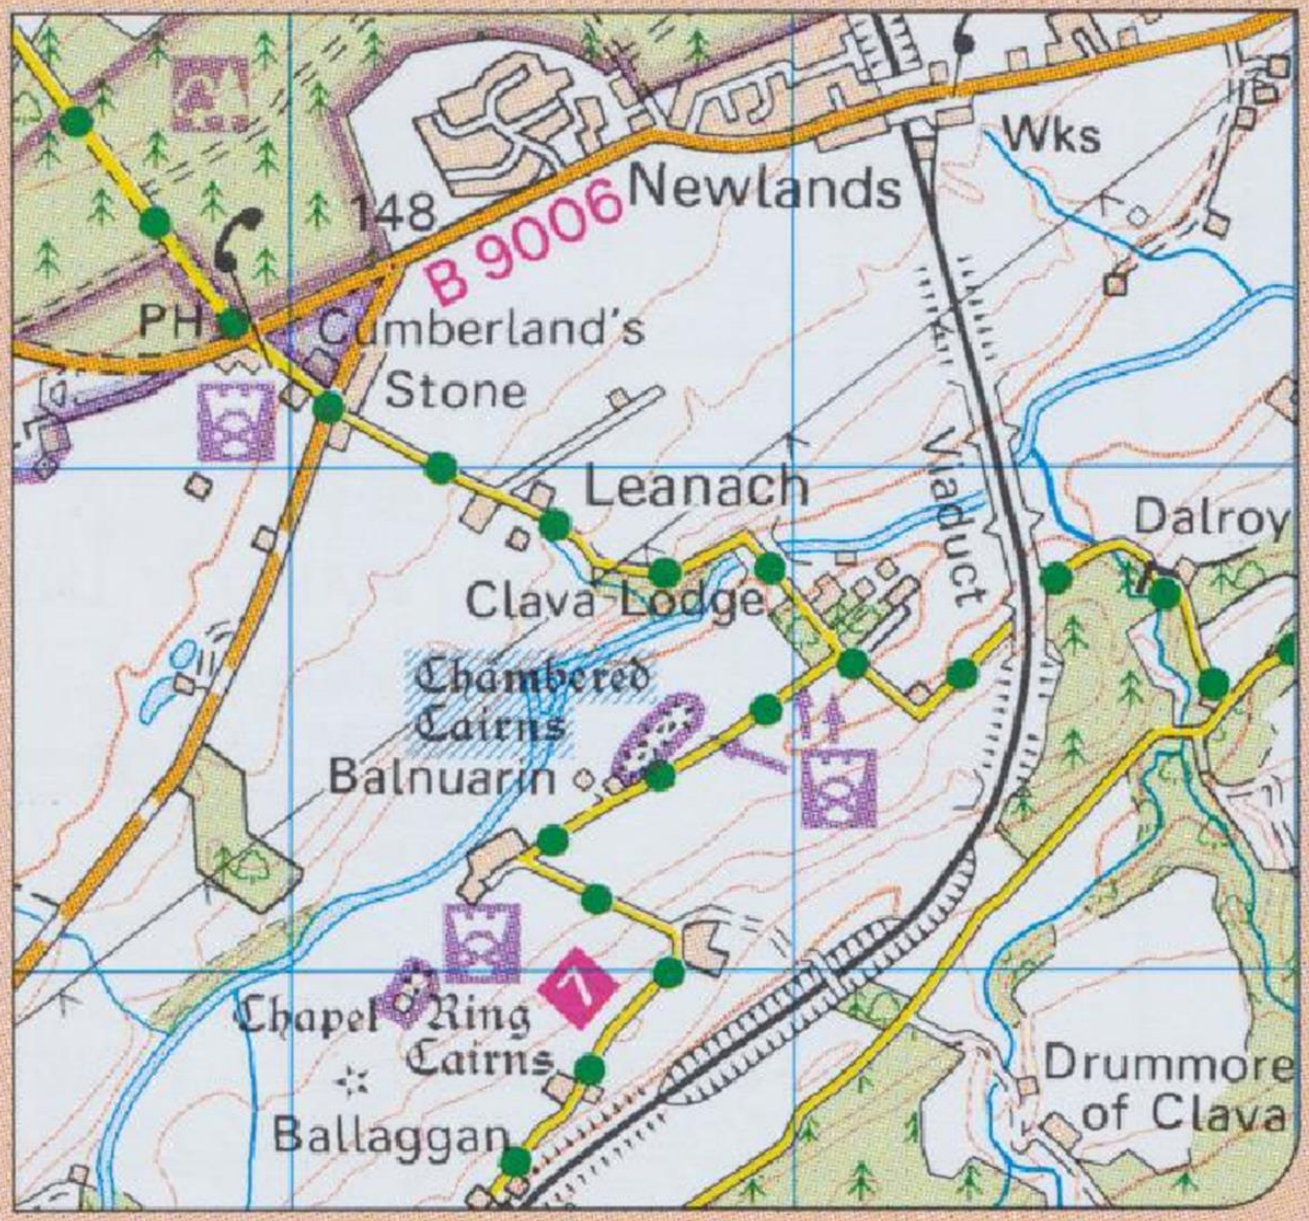 Wks
Newlands
148
B 9006
PH
Cumberland's
Stone
Leanach
Viaduct
Dalroy
Clava Lodge
Chambered
Cairns
Balnuarin
7
Chapel Ring
Cairns
Drummore
of Clava
Ballaggan